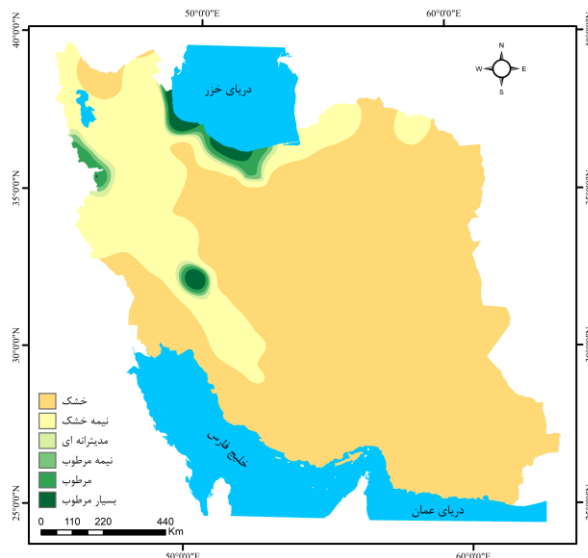 50°0'0"E 60°0'0"E
40°0'0"N
N
W E
S
دریای خزر
35°0'0"N
30°0'0"N
خشک
نیمه خشک
مدیترانه ای
نیمه مرطوب
مرطوب
بسیار مرطوب
خلیج فارس
دریای عمان
25°0'0"N
0 110 220 440
Km
50°0'0"E 60°0'0"E